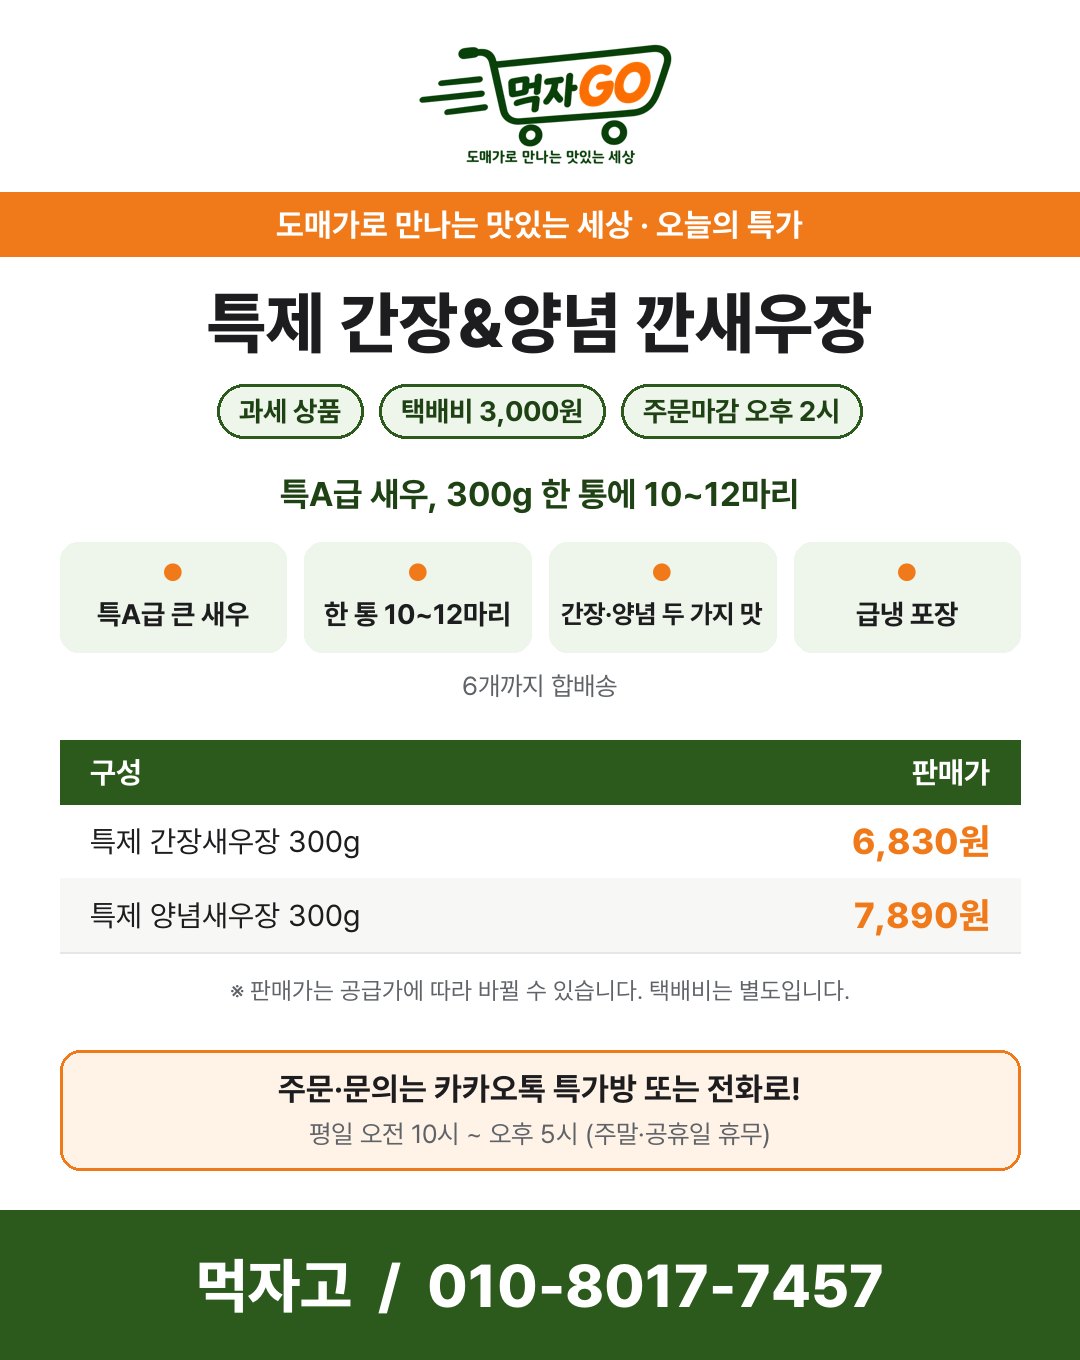 먹자GO
도매가로 만나는 맛있는 세상
도매가로 만나는 맛있는 세상 · 오늘의 특가
특제 간장&양념 깐새우장
과세 상품
택배비 3,000원
주문마감 오후 2시
특A급 새우, 300g 한 통에 10~12마리
특A급 큰 새우
한 통 10~12마리
간장·양념 두 가지 맛
급냉 포장
6개까지 합배송
구성 판매가
특제 간장새우장 300g 6,830원
특제 양념새우장 300g 7,890원
※ 판매가는 공급가에 따라 바뀔 수 있습니다. 택배비는 별도입니다.
주문·문의는 카카오톡 특가방 또는 전화로!
평일 오전 10시 ~ 오후 5시 (주말·공휴일 휴무)
먹자고 / 010-8017-7457